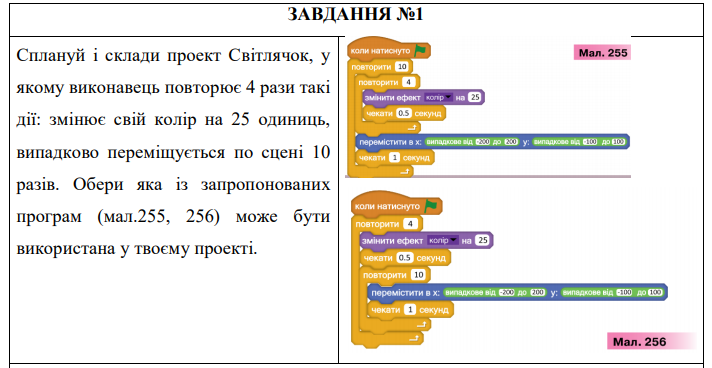 ЗАВДАННЯ №1
Сплануй і склади проект Світлячок, у
якому виконавець повторює 4 рази такі
дії: змінює свій колір на 25 одиниць,
випадково переміщується по сцені 10
разів. Обери яка із запропонованих
програм (мал.255, 256) може бути
використана у твоєму проекті.
коли натиснуто
Мал. 255
повторити 10
повторити 4
змінити ефект колір на 25
чекати 0.5 секунд
перемістити в x: випадкове від -200 до 200 y: випадкове від -100 до 100
чекати 1 секунд
коли натиснуто
повторити 4
змінити ефект колір на 25
чекати 0.5 секунд
повторити 10
перемістити в x: випадкове від -200 до 200 y: випадкове від -100 до 100
чекати 1 секунд
Мал. 256